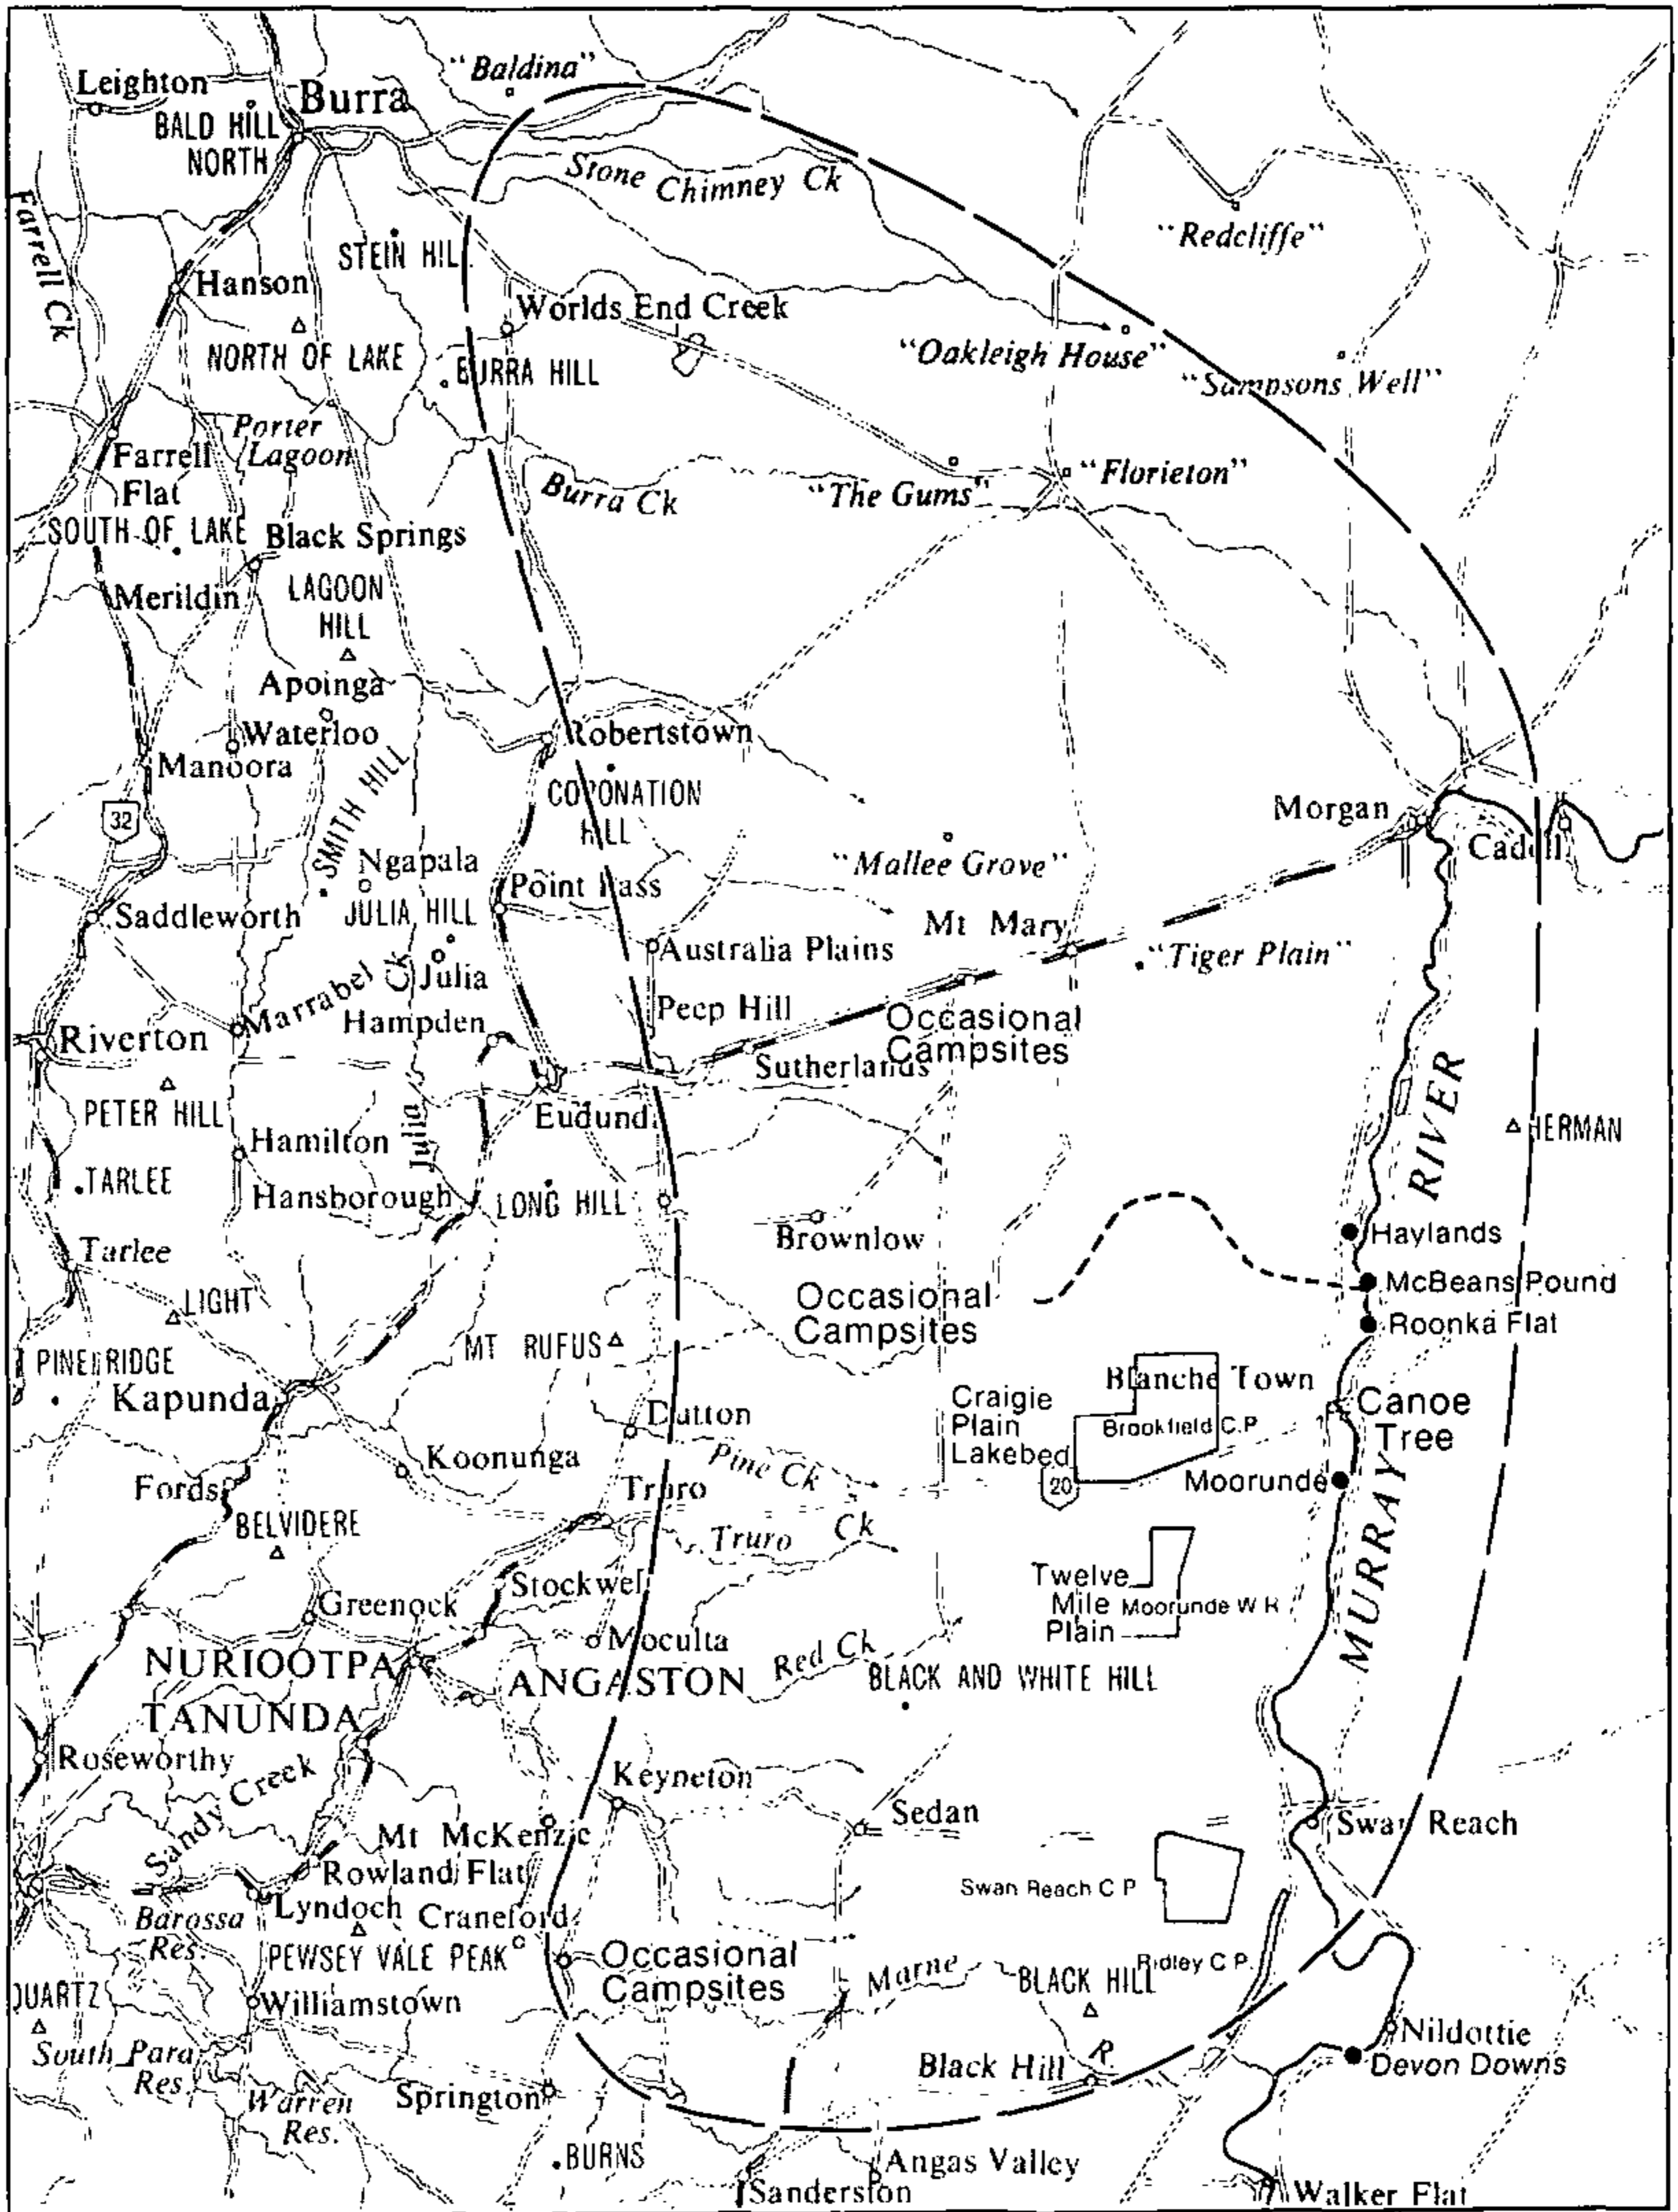 "Baldina"
Leighton
Burra
BALD HILL
NORTH
Stone Chimney Ck
Farrell Ck
"Redcliffe"
STEIN HILL
Hanson
Worlds End Creek
NORTH OF LAKE
"Oakleigh House"
BURRA HILL
"Sampsons Well"
Porter
Lagoon
Farrell
Flat
"Florieton"
Burra Ck
"The Gums"
SOUTH OF LAKE
Black Springs
Merildin
LAGOON
HILL
Apoinga
Waterloo
Robertstown
Manoora
CORONATION
HILL
32
SMITH HILL
Morgan
Cadell
Ngapala
"Mallee Grove"
Point Pass
JULIA HILL
Saddleworth
Mt Mary
Australia Plains
"Tiger Plain"
Julia
Marrabel
Ck
Peep Hill
Hampden
Occasional
Campsites
Riverton
Sutherlands
PETER HILL
Eudunda
RIVER
HERMAN
Hamilton
Julia
TARLEE
Hansborough
LONG HILL
Brownlow
Haylands
Tarlee
McBeans Pound
LIGHT
Occasional
Campsites
Roonka Flat
MT RUFUS
PINE RIDGE
Blanche Town
Kapunda
Craigie
Plain
Lakebed
Brookfield C.P
Canoe
Tree
Dutton
Koonunga
Pine Ck
20
Moorunde
Fords
Truro
BELVIDERE
Truro Ck
MURRAY
Stockwell
Twelve
Mile
Plain
Moorunde W R
Greenock
Moculta
NURIOOTPA
ANGASTON
Red Ck
BLACK AND WHITE HILL
TANUNDA
Roseworthy
Sandy Creek
Keyneton
Sedan
Swan Reach
Mt McKenzie
Rowland Flat
Swan Reach C P
Lyndoch
Craneford
Barossa
Res.
PEWSEY VALE PEAK
Occasional
Campsites
Marne
R
BLACK HILL
Ridley C.P.
QUARTZ
Williamstown
Nildottie
Devon Downs
South Para
Res.
Black Hill
Warren
Res.
Springton
BURNS
Angas Valley
Sanderston
Walker Flat